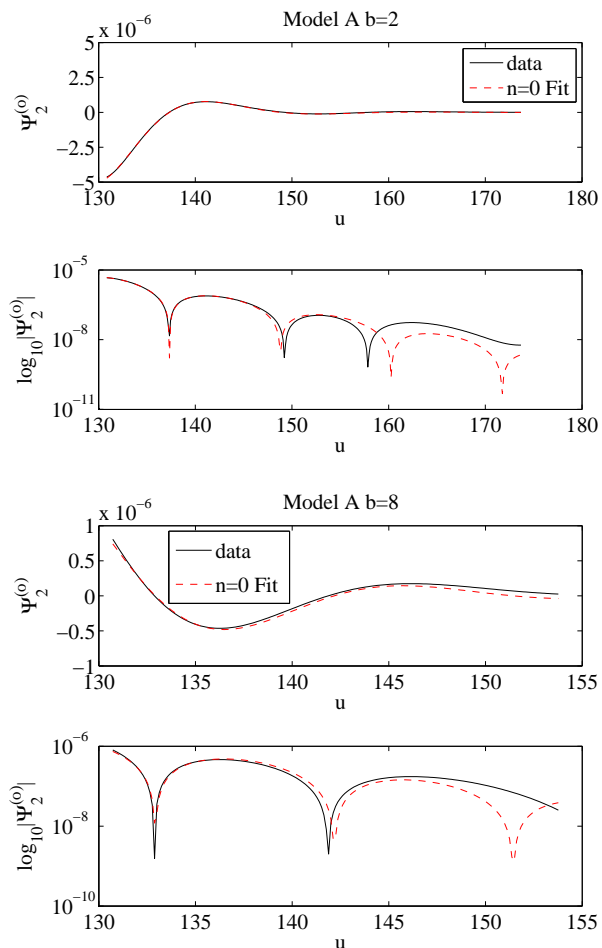 Model A b=2
x 10⁻⁶
5
2.5
0
−2.5
−5
Ψ₂⁽ᵒ⁾
data
n=0 Fit
130 140 150 160 170 180
u
10⁻⁵
10⁻⁸
10⁻¹¹
log₁₀|Ψ₂⁽ᵒ⁾|
130 140 150 160 170 180
u
Model A b=8
x 10⁻⁶
1
0.5
0
−0.5
−1
Ψ₂⁽ᵒ⁾
data
n=0 Fit
130 135 140 145 150 155
u
10⁻⁶
10⁻⁸
10⁻¹⁰
log₁₀|Ψ₂⁽ᵒ⁾|
130 135 140 145 150 155
u